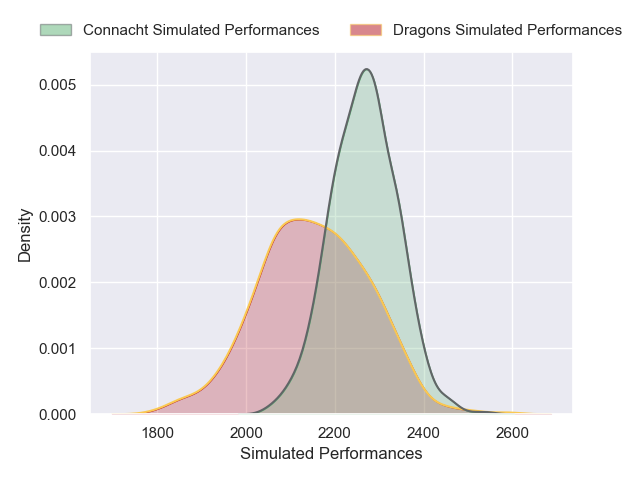 Connacht Simulated Performances
Dragons Simulated Performances
0.005
0.004
0.003
0.002
0.001
0.000
Density
1800
2000
2200
2400
2600
Simulated Performances